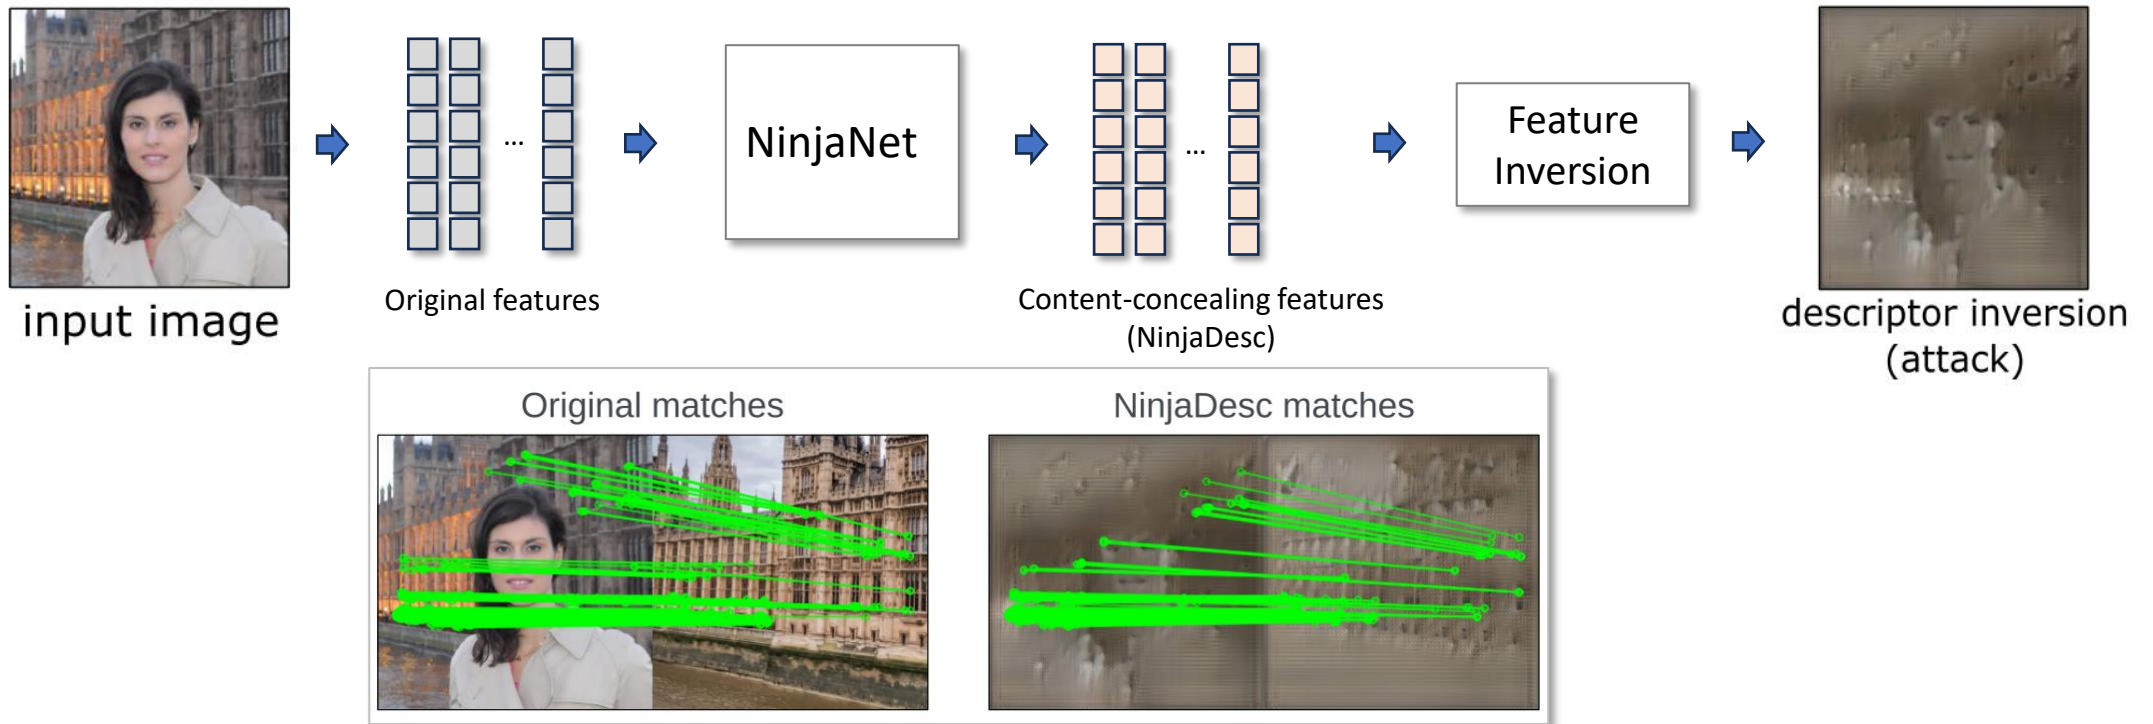 NinjaNet
Feature
Inversion
...
...
input image
Original features
Content-concealing features
(NinjaDesc)
descriptor inversion
(attack)
Original matches
NinjaDesc matches